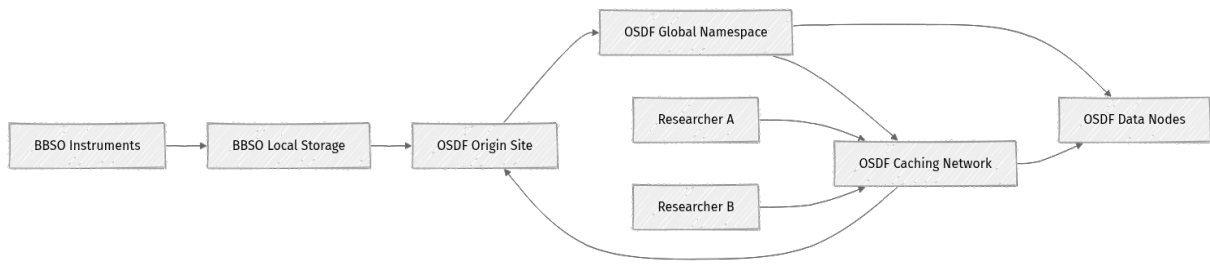 OSDF Global Namespace
Researcher A
OSDF Data Nodes
BBSO Instruments
BBSO Local Storage
OSDF Origin Site
OSDF Caching Network
Researcher B